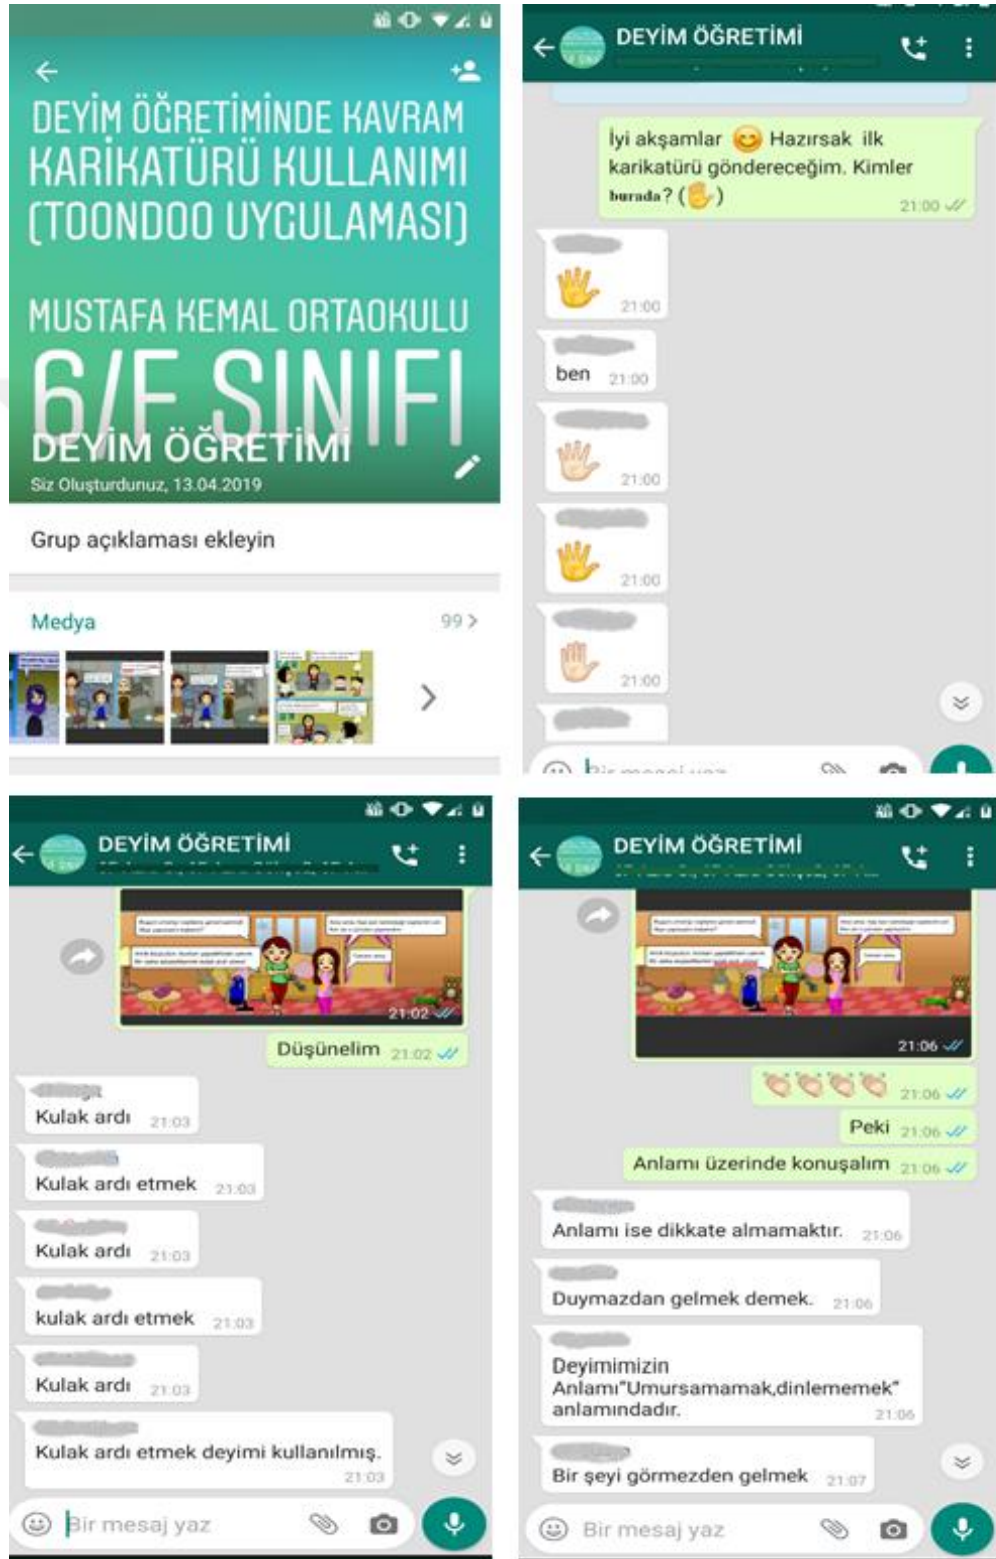 DEYİM ÖĞRETİMİNDE KAVRAM
KARİKATÜRÜ KULLANIMI
(TOONDOO UYGULAMASI)
MUSTAFA KEMAL ORTAOKULU
6/F SINIFI
DEYİM ÖĞRETİMİ
Siz Oluşturdunuz, 13.04.2019
Grup açıklaması ekleyin
Medya 99 >
DEYİM ÖĞRETİMİ
İyi akşamlar 😊 Hazırsak ilk
karikatürü göndereceğim. Kimler
burada? (✋)
21:00
🖐 21:00
ben 21:00
🖐🏻 21:00
🖐 21:00
🖐🏻 21:00
Bir mesaj yaz
DEYİM ÖĞRETİMİ
21:02
Düşünelim 21:02
Kulak ardı 21:03
Kulak ardı etmek 21:03
Kulak ardı 21:03
kulak ardı etmek 21:03
Kulak ardı 21:03
Kulak ardı etmek deyimi kullanılmış.
21:03
Bir mesaj yaz
DEYİM ÖĞRETİMİ
21:06
👏🏻👏🏻👏🏻👏🏻 21:06
Peki 21:06
Anlamı üzerinde konuşalım 21:06
Anlamı ise dikkate almamaktır. 21:06
Duymazdan gelmek demek. 21:06
Deyimimizin
Anlamı"Umursamamak,dinlememek"
anlamındadır. 21:06
Bir şeyi görmezden gelmek 21:07
Bir mesaj yaz